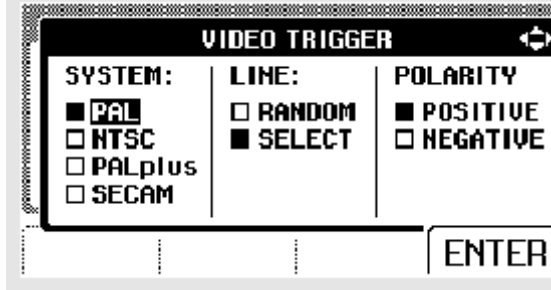 VIDEO TRIGGER
SYSTEM:
PAL
NTSC
PALplus
SECAM
LINE:
RANDOM
SELECT
POLARITY
POSITIVE
NEGATIVE
ENTER